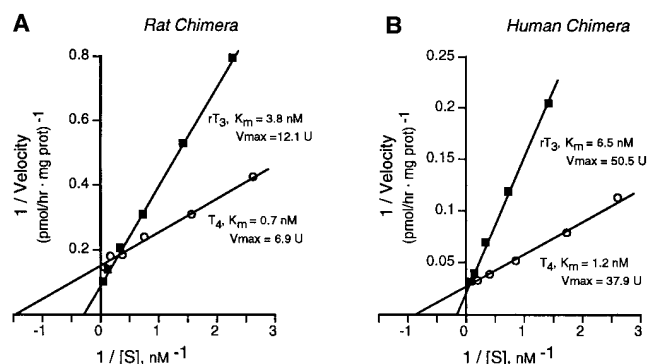 A
Rat Chimera
0.8
0.6
0.4
0.2
1 / Velocity
(pmol/hr · mg prot) -1
rT3, Km = 3.8 nM
Vmax =12.1 U
T4, Km = 0.7 nM
Vmax = 6.9 U
-1
0
1
2
3
1 / [S], nM -1
B
Human Chimera
0.25
0.2
0.15
0.1
0.05
1 / Velocity
(pmol/hr · mg prot) -1
rT3, Km = 6.5 nM
Vmax = 50.5 U
T4, Km = 1.2 nM
Vmax = 37.9 U
-1
0
1
2
3
1 / [S], nM -1